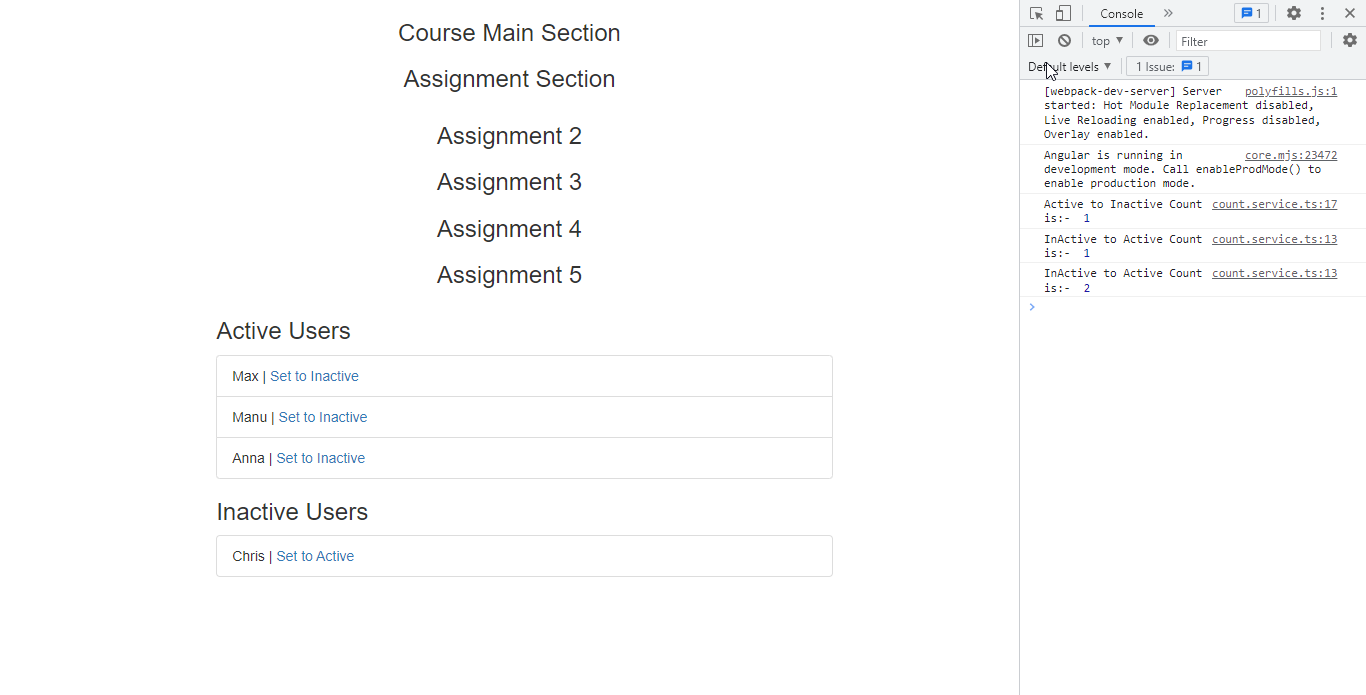 Course Main Section
Assignment Section
Assignment 2
Assignment 3
Assignment 4
Assignment 5
Active Users
Max | Set to Inactive
Manu | Set to Inactive
Anna | Set to Inactive
Inactive Users
Chris | Set to Active
Console » 1
top ▼ Filter
Default levels ▼ 1 Issue: 1
[webpack-dev-server] Server polyfills.js:1
started: Hot Module Replacement disabled,
Live Reloading enabled, Progress disabled,
Overlay enabled.
Angular is running in core.mjs:23472
development mode. Call enableProdMode() to
enable production mode.
Active to Inactive Count count.service.ts:17
is:- 1
InActive to Active Count count.service.ts:13
is:- 1
InActive to Active Count count.service.ts:13
is:- 2